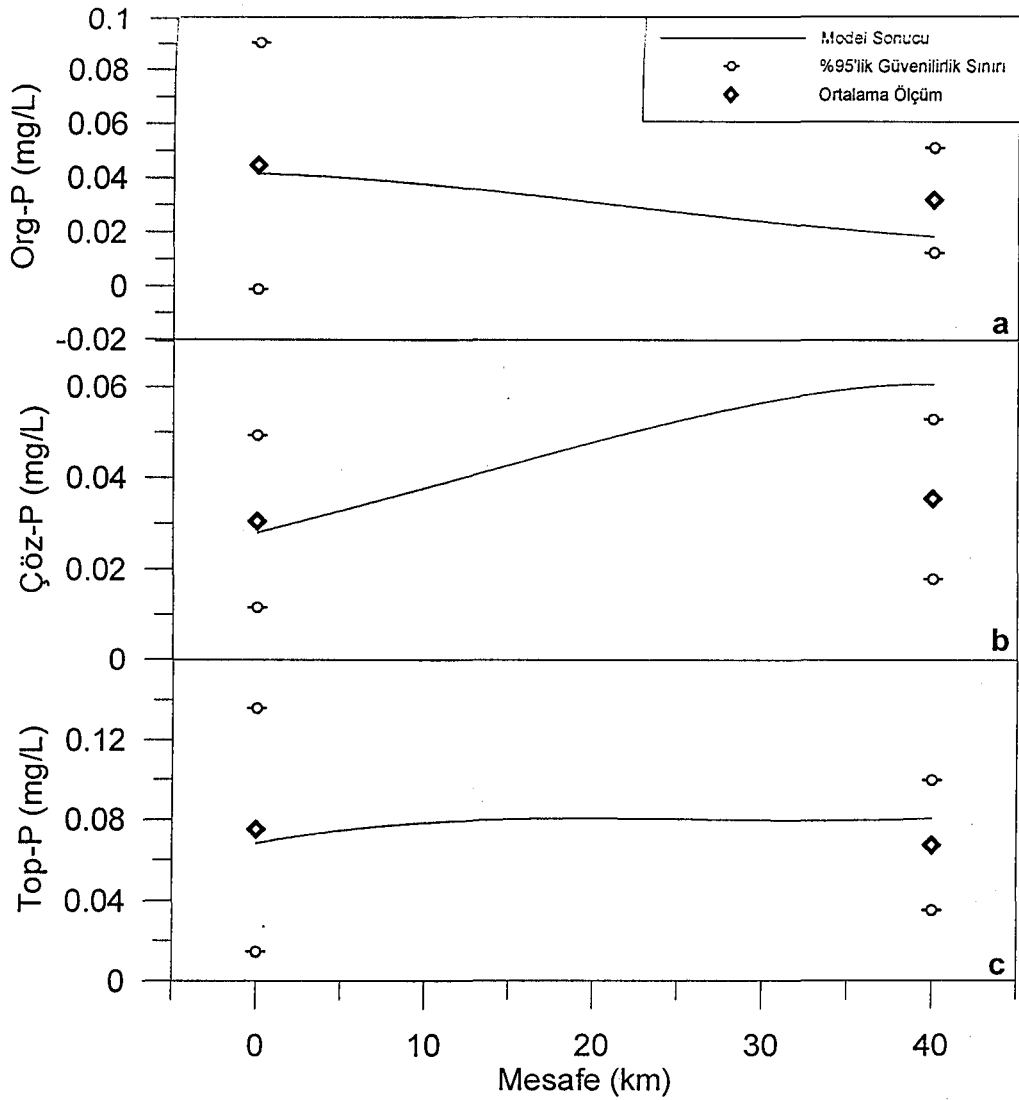 Model Sonucu
%95'lik Güvenilirlik Sınırı
Ortalama Ölçüm
Org-P (mg/L)
0.1
0.08
0.06
0.04
0.02
0
-0.02
a
Çöz-P (mg/L)
0.06
0.04
0.02
0
b
Top-P (mg/L)
0.12
0.08
0.04
0
c
0 10 20 30 40
Mesafe (km)